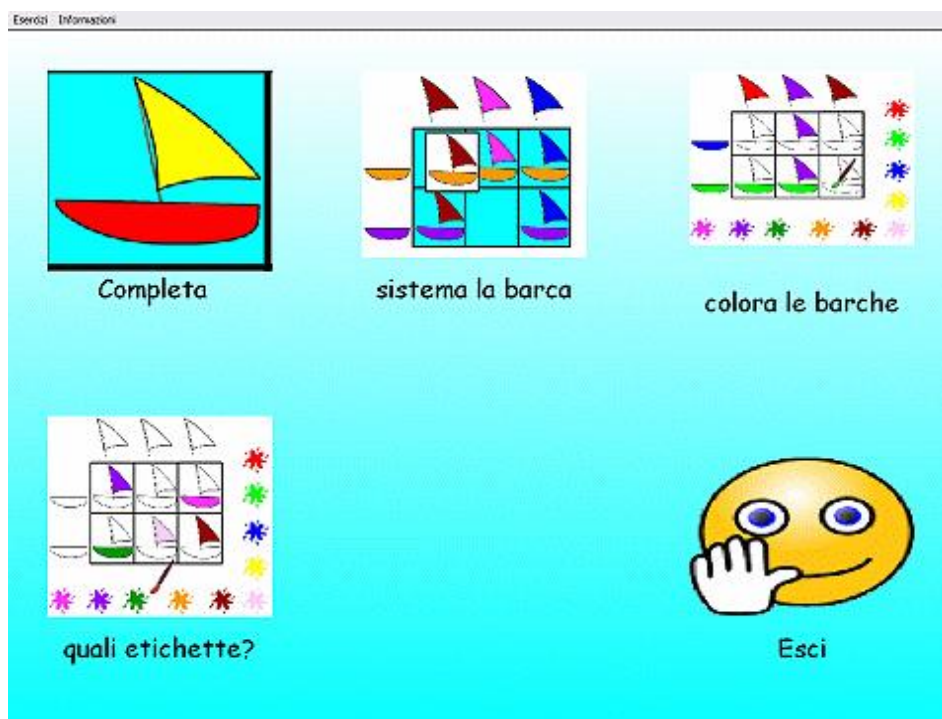 Esercizi Informazioni
Completa
sistema la barca
colora le barche
quali etichette?
Esci